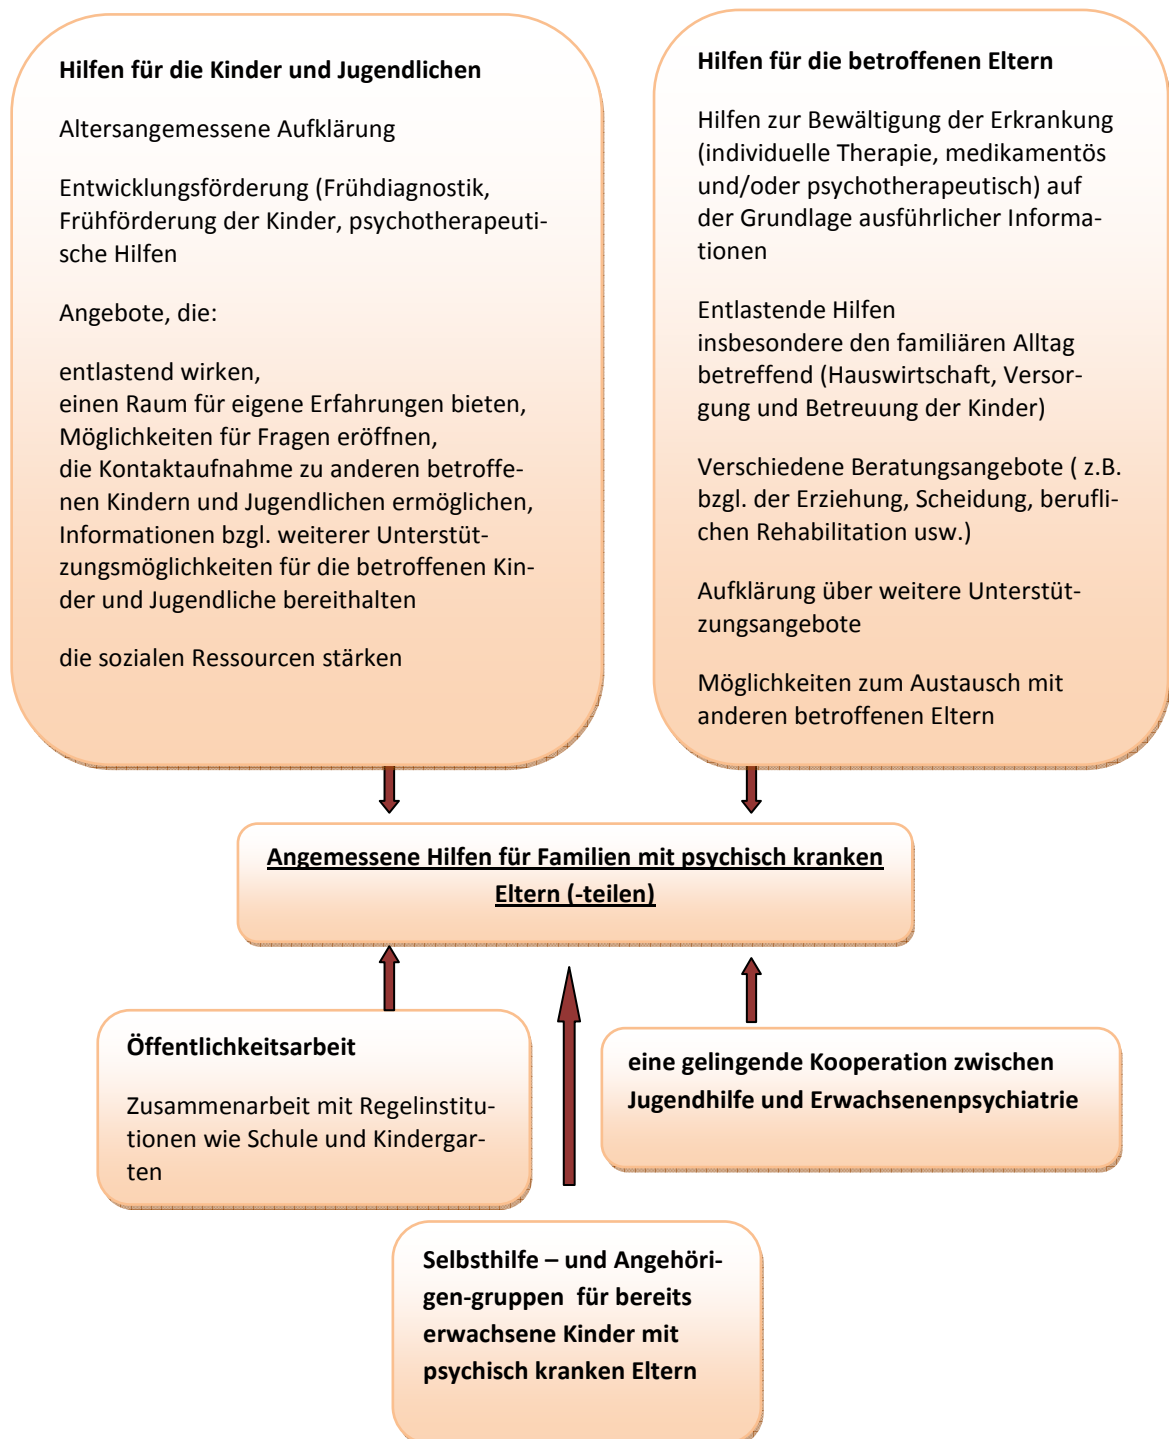 Hilfen für die Kinder und Jugendlichen
Altersangemessene Aufklärung
Entwicklungsförderung (Frühdiagnostik,
Frühförderung der Kinder, psychotherapeuti-
sche Hilfen
Angebote, die:
entlastend wirken,
einen Raum für eigene Erfahrungen bieten,
Möglichkeiten für Fragen eröffnen,
die Kontaktaufnahme zu anderen betroffe-
nen Kindern und Jugendlichen ermöglichen,
Informationen bzgl. weiterer Unterstüt-
zungsmöglichkeiten für die betroffenen Kin-
der und Jugendliche bereithalten
die sozialen Ressourcen stärken
Hilfen für die betroffenen Eltern
Hilfen zur Bewältigung der Erkrankung
(individuelle Therapie, medikamentös
und/oder psychotherapeutisch) auf
der Grundlage ausführlicher Informa-
tionen
Entlastende Hilfen
insbesondere den familiären Alltag
betreffend (Hauswirtschaft, Versor-
gung und Betreuung der Kinder)
Verschiedene Beratungsangebote ( z.B.
bzgl. der Erziehung, Scheidung, berufli-
chen Rehabilitation usw.)
Aufklärung über weitere Unterstüt-
zungsangebote
Möglichkeiten zum Austausch mit
anderen betroffenen Eltern
Angemessene Hilfen für Familien mit psychisch kranken
Eltern (-teilen)
Öffentlichkeitsarbeit
Zusammenarbeit mit Regelinstitu-
tionen wie Schule und Kindergar-
ten
eine gelingende Kooperation zwischen
Jugendhilfe und Erwachsenenpsychiatrie
Selbsthilfe – und Angehöri-
gen-gruppen  für bereits
erwachsene Kinder mit
psychisch kranken Eltern